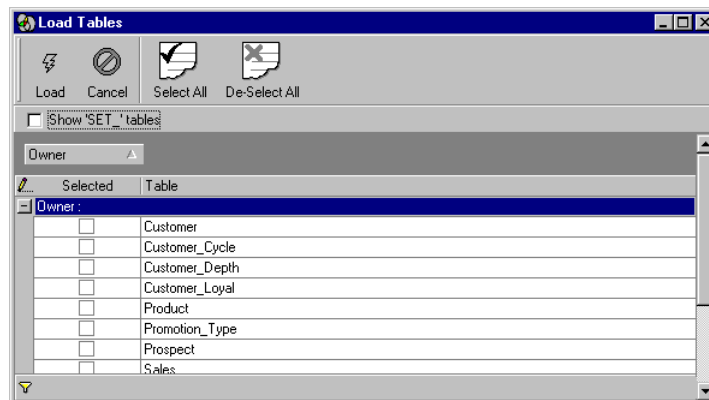 Load Tables
Load Cancel Select All De-Select All
Show 'SET_' tables
Owner
Selected Table
Owner :
Customer
Customer_Cycle
Customer_Depth
Customer_Loyal
Product
Promotion_Type
Prospect
Sales